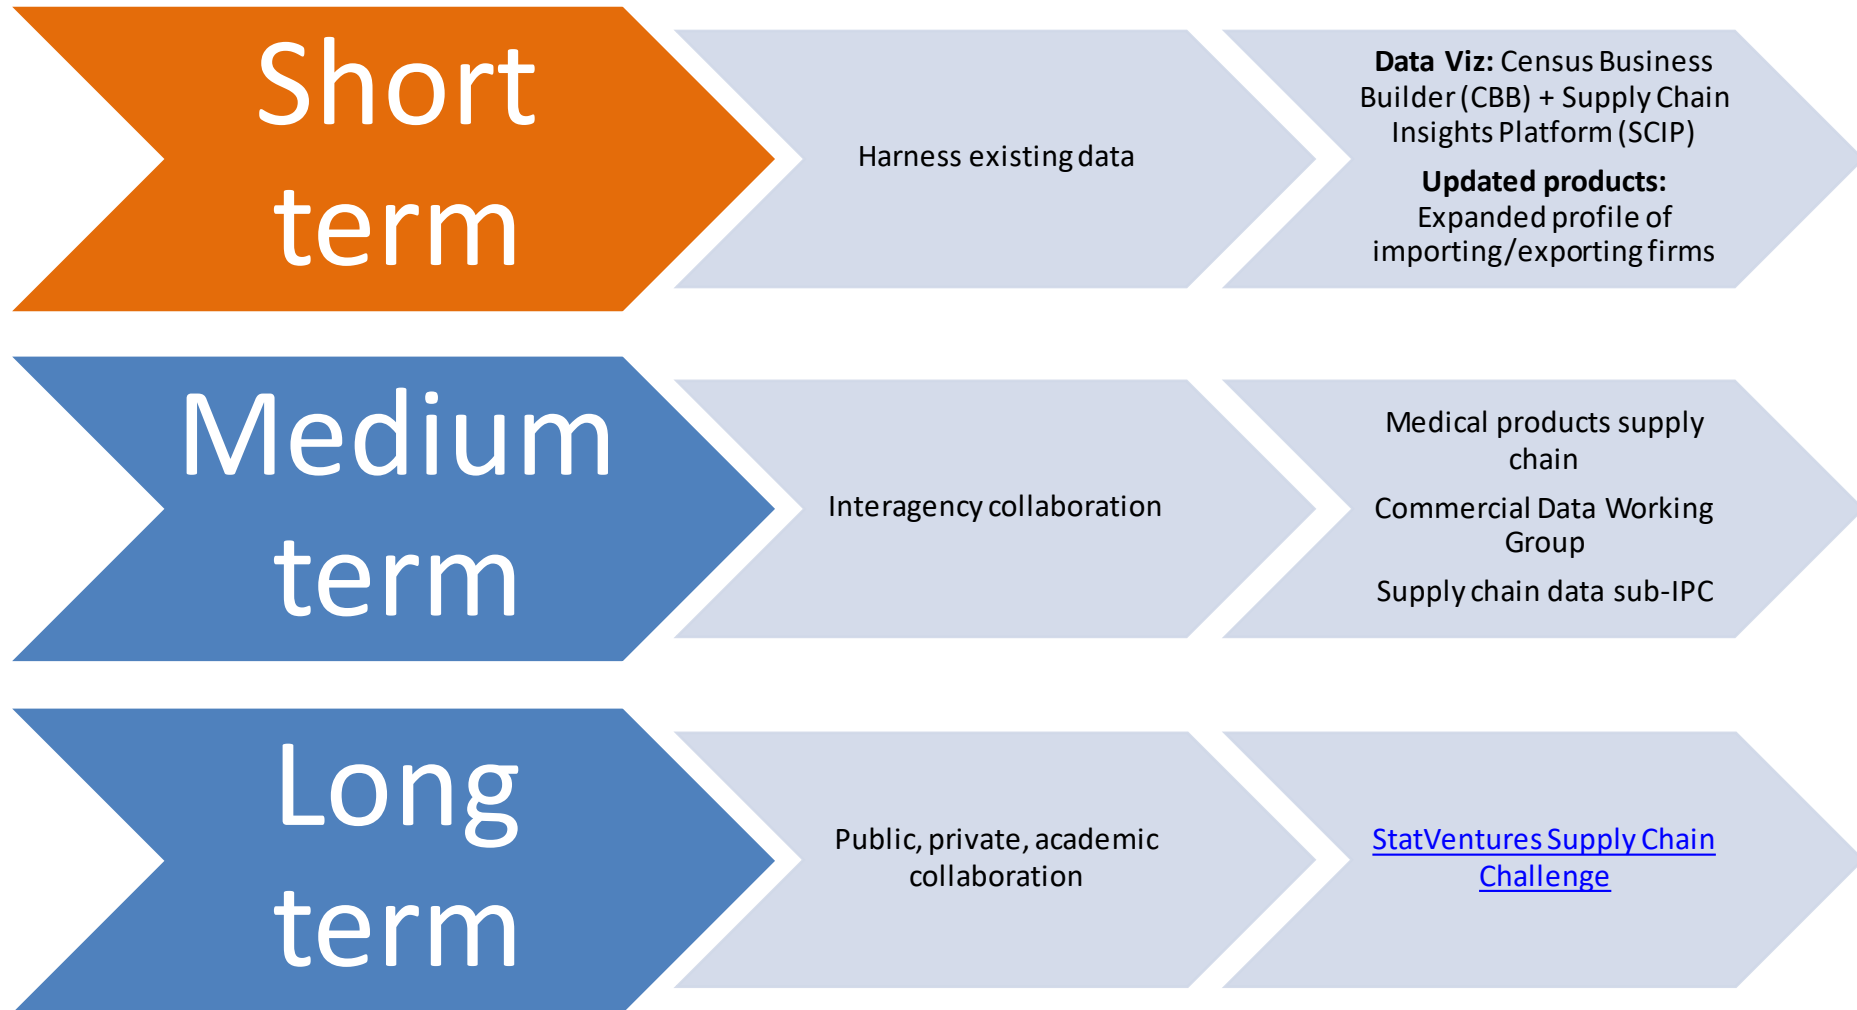 Short
term
Harness existing data
Data Viz: Census Business
Builder (CBB) + Supply Chain
Insights Platform (SCIP)
Updated products:
Expanded profile of
importing/exporting firms
Medium
term
Interagency collaboration
Medical products supply
chain
Commercial Data Working
Group
Supply chain data sub-IPC
Long
term
Public, private, academic
collaboration
StatVentures Supply Chain
Challenge